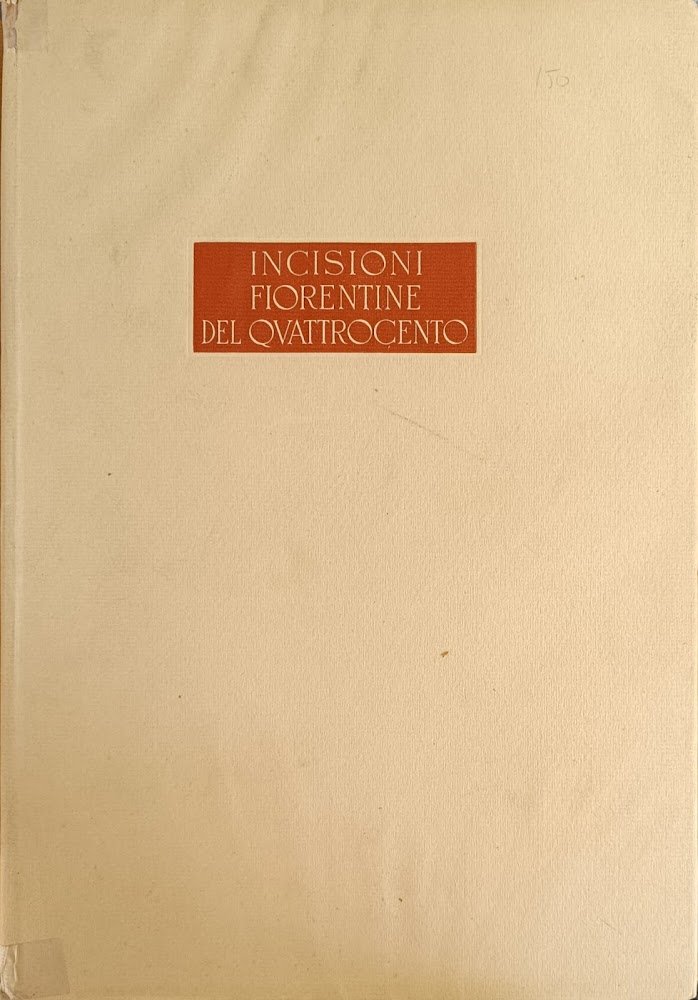 150
INCISIONI
FIORENTINE
DEL QVATTROCENTO